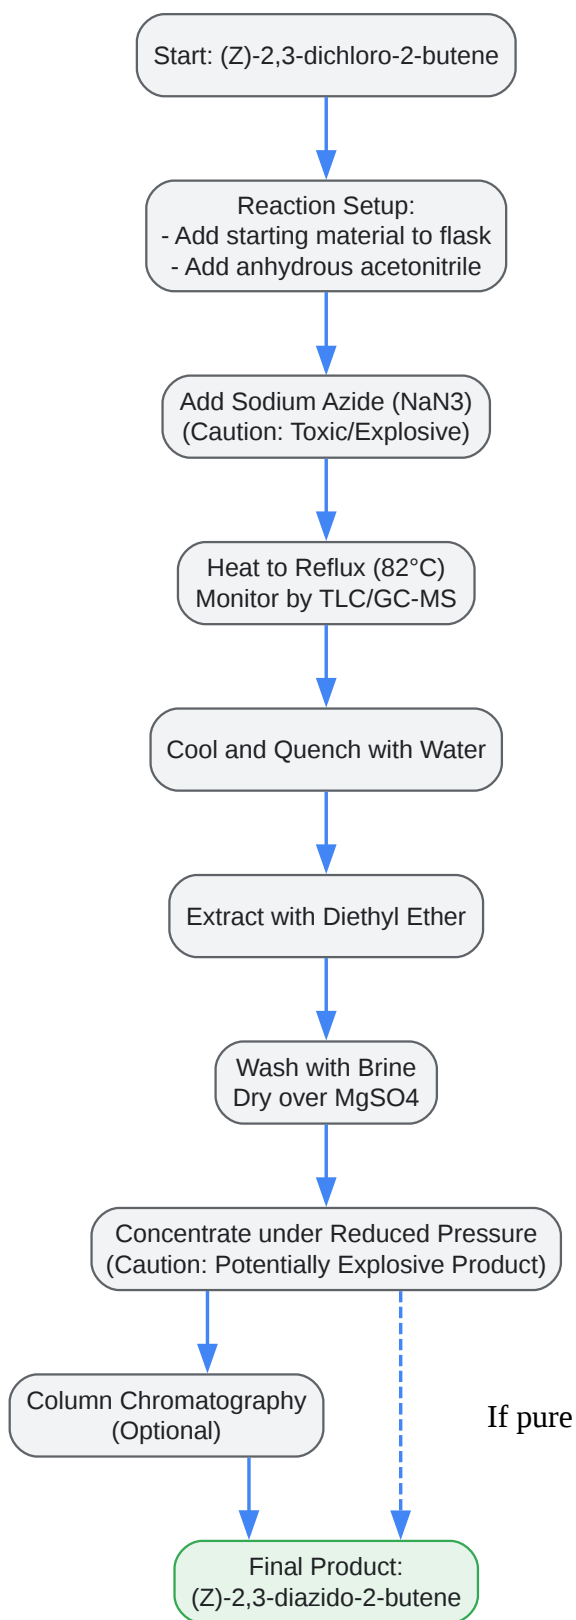 Start: (Z)-2,3-dichloro-2-butene
Reaction Setup:
- Add starting material to flask
- Add anhydrous acetonitrile
Add Sodium Azide (NaN3)
(Caution: Toxic/Explosive)
Heat to Reflux (82°C)
Monitor by TLC/GC-MS
Cool and Quench with Water
Extract with Diethyl Ether
Wash with Brine
Dry over MgSO4
Concentrate under Reduced Pressure
(Caution: Potentially Explosive Product)
Column Chromatography
(Optional)
If pure
Final Product:
(Z)-2,3-diazido-2-butene